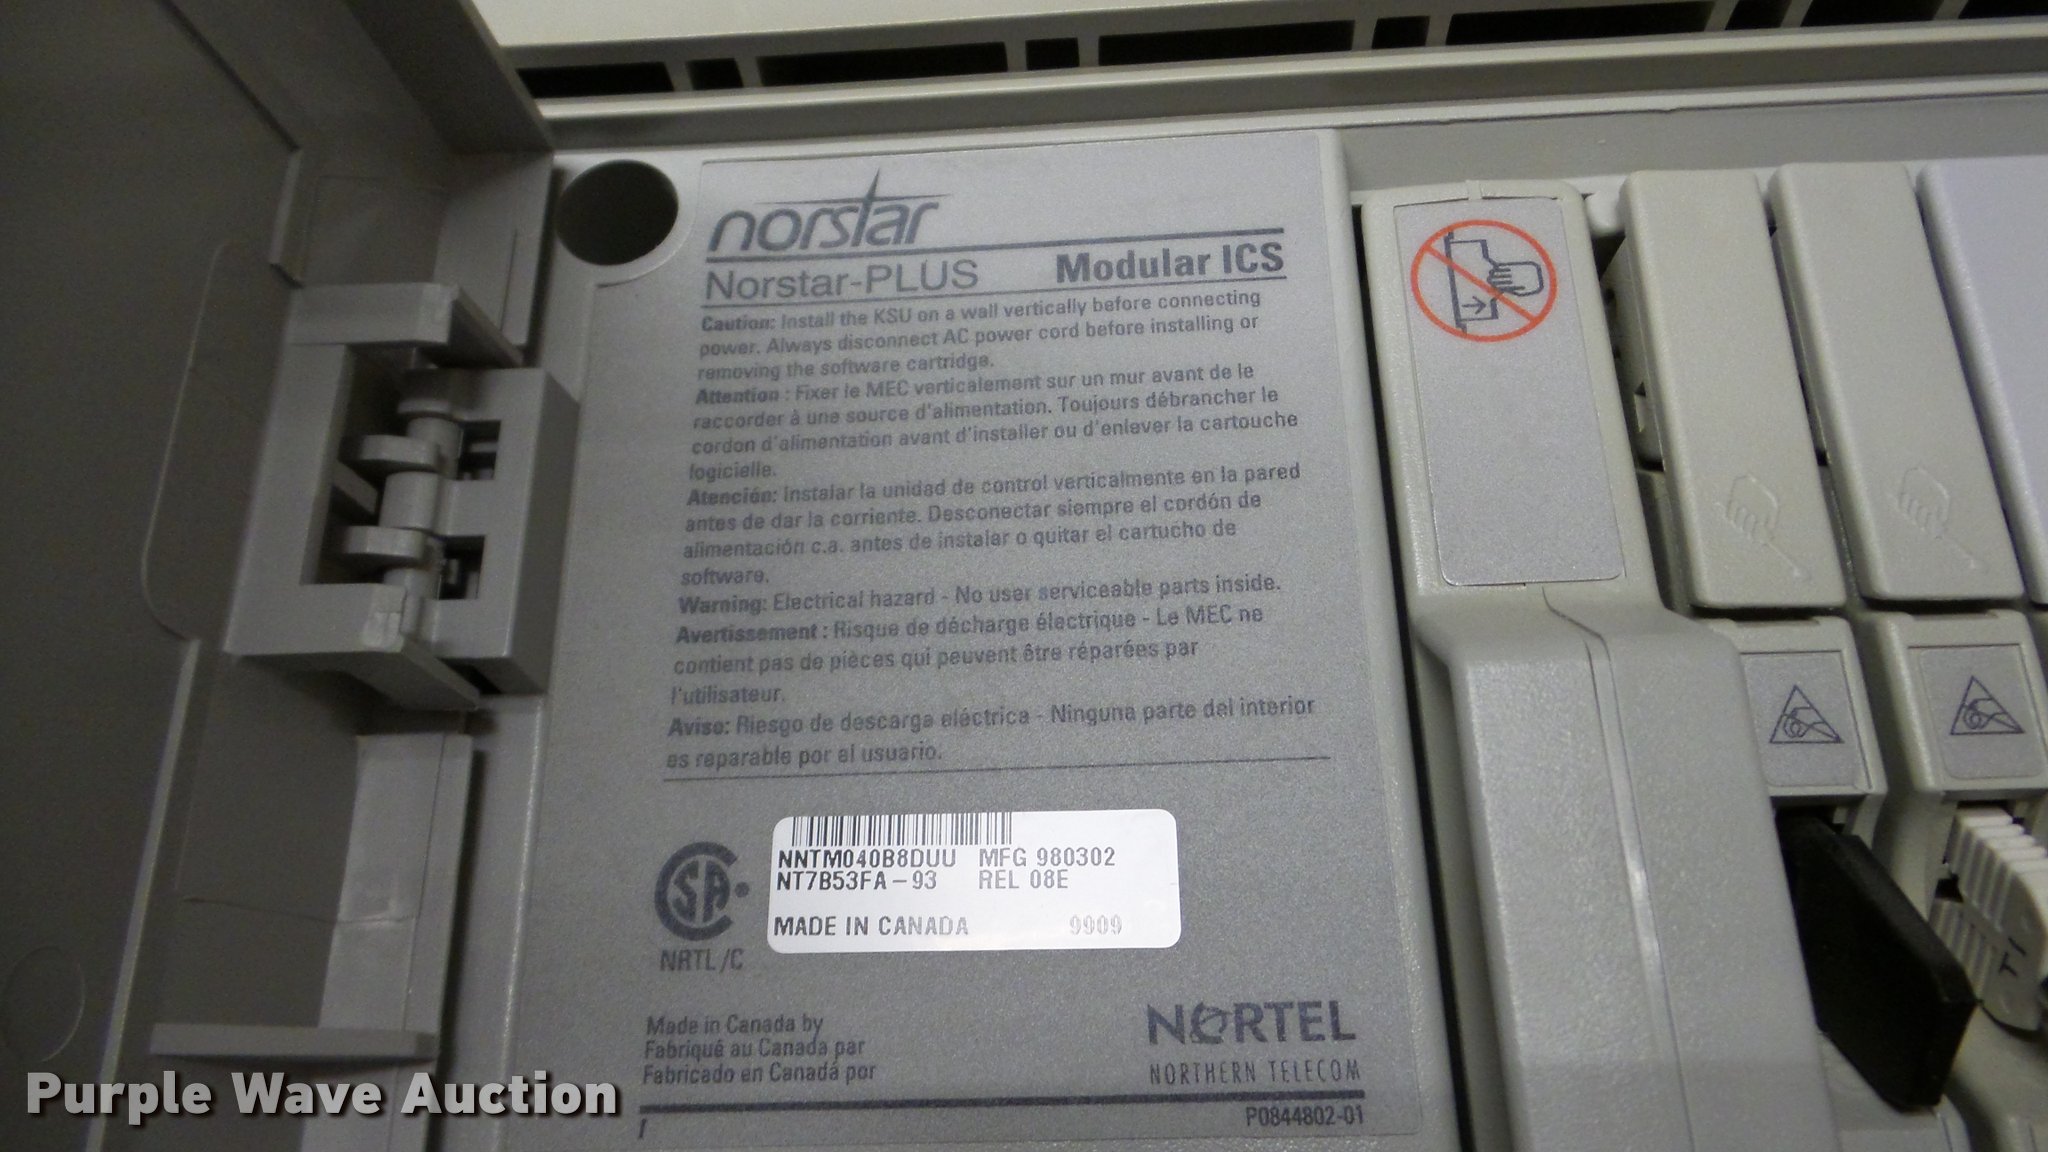 norstar
Norstar-PLUS Modular ICS
Caution: Install the KSU on a wall vertically before connecting
power. Always disconnect AC power cord before installing or
removing the software cartridge.
Attention : Fixer le MEC verticalement sur un mur avant de le
raccorder à une source d'alimentation. Toujours débrancher le
cordon d'alimentation avant d'installer ou d'enlever la cartouche
logicielle.
Atención: Instalar la unidad de control verticalmente en la pared
antes de dar la corriente. Desconectar siempre el cordón de
alimentación c.a. antes de instalar o quitar el cartucho de
software.
Warning: Electrical hazard - No user serviceable parts inside.
Avertissement : Risque de décharge électrique - Le MEC ne
contient pas de pièces qui peuvent être réparées par
l'utilisateur.
Aviso: Riesgo de descarga eléctrica - Ninguna parte del interior
es reparable por el usuario.
NNTM040B8DUU MFG 980302
NT7B53FA-93 REL 08E
MADE IN CANADA 9909
CSA
NRTL/C
Made in Canada by
Fabriqué au Canada par
Fabricado en Canadá por
NORTEL
NORTHERN TELECOM
P0844802-01
T1
Purple Wave Auction